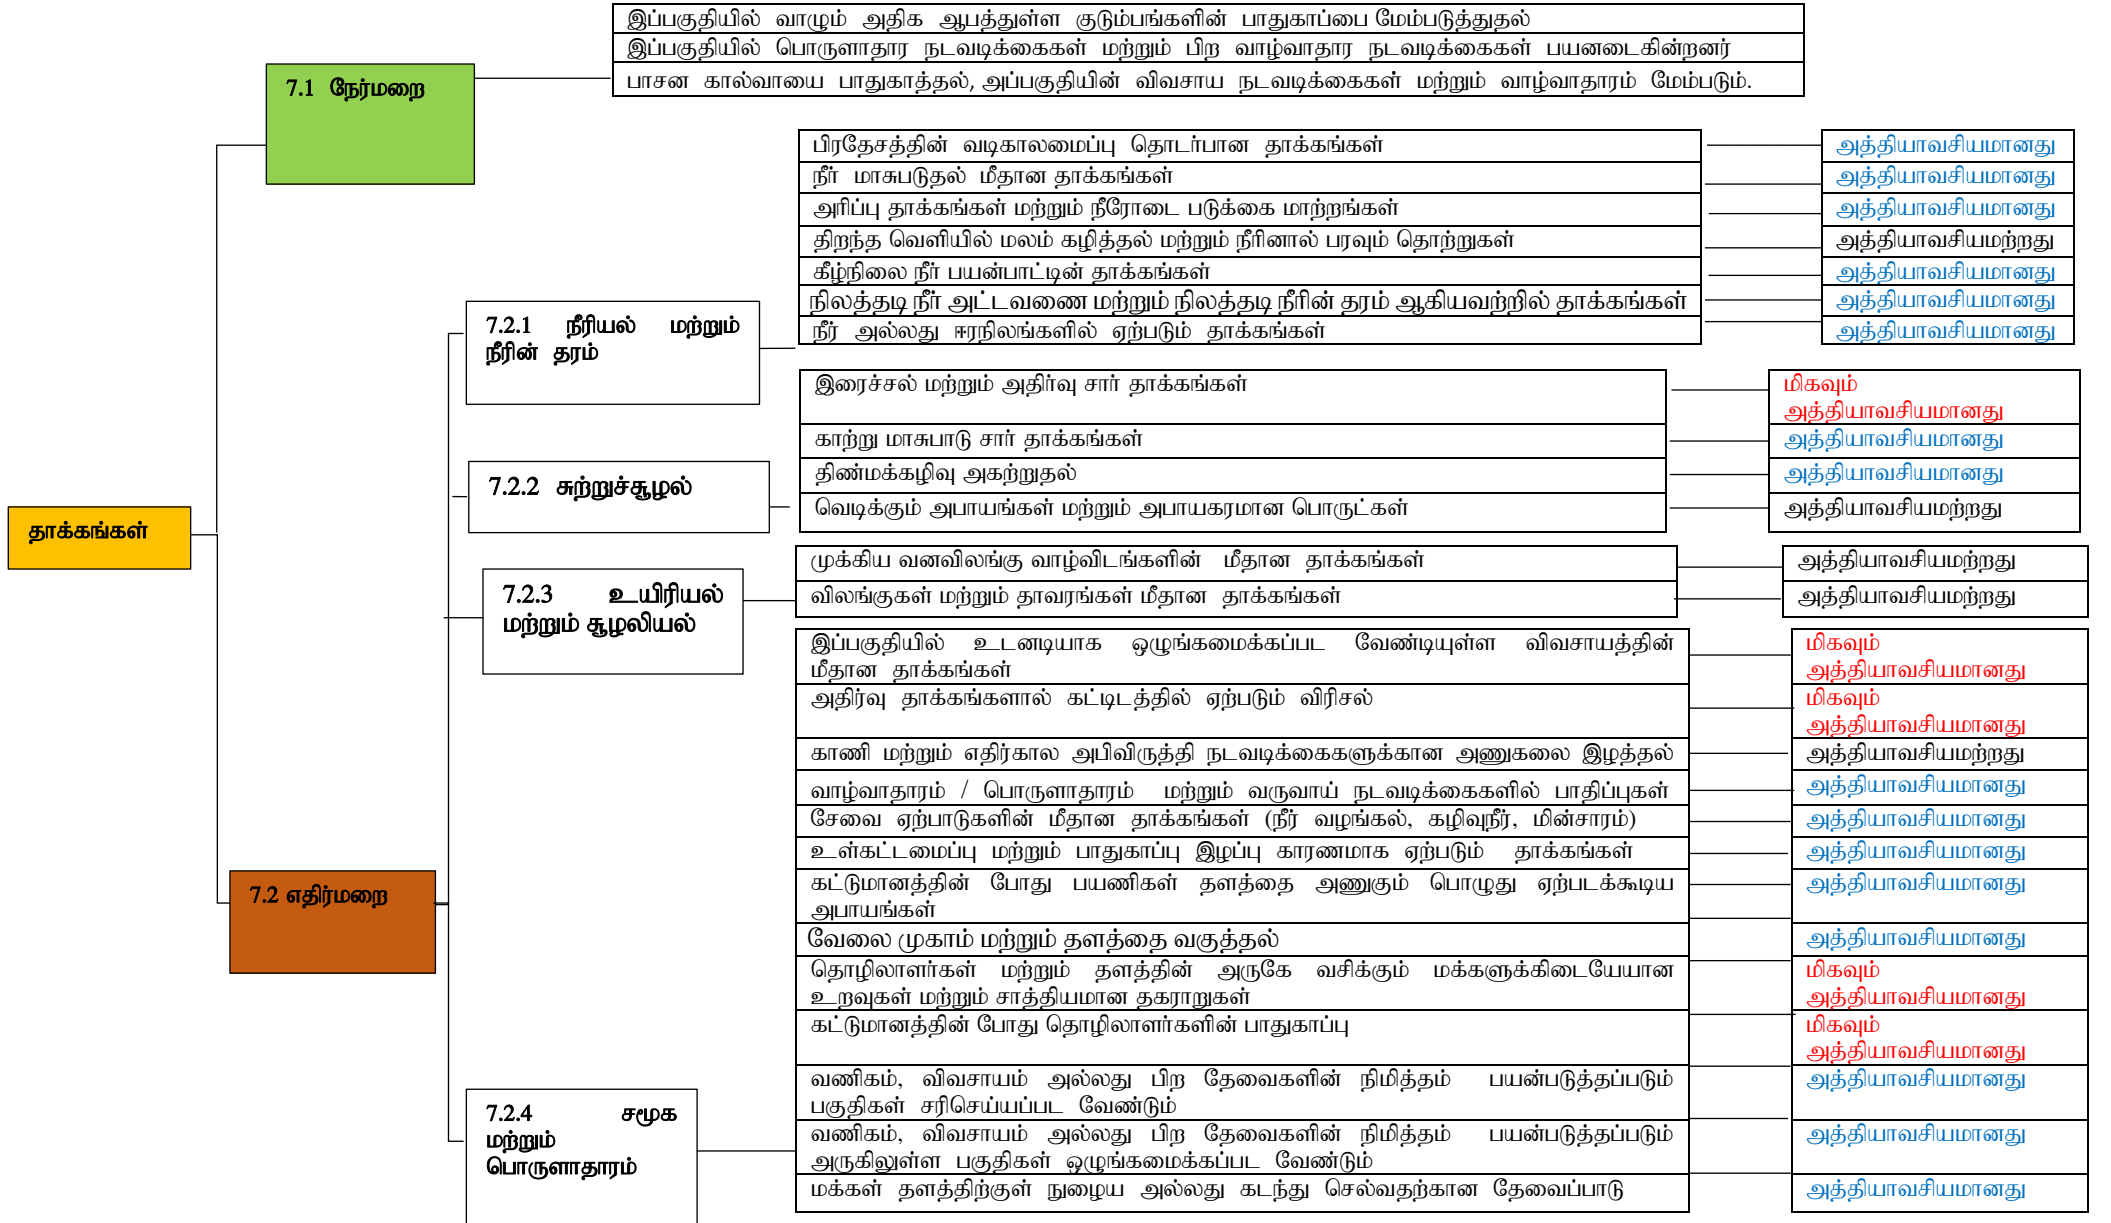 தாக்கங்கள்
7.1 நேர்மறை
இப்பகுதியில் வாழும் அதிக ஆபத்துள்ள குடும்பங்களின் பாதுகாப்பை மேம்படுத்துதல்
இப்பகுதியில் பொருளாதார நடவடிக்கைகள் மற்றும் பிற வாழ்வாதார நடவடிக்கைகள் பயனடைகின்றனர்
பாசன கால்வாயை பாதுகாத்தல், அப்பகுதியின் விவசாய நடவடிக்கைகள் மற்றும் வாழ்வாதாரம் மேம்படும்.
7.2 எதிர்மறை
7.2.1 நீரியல் மற்றும்
நீரின் தரம்
பிரதேசத்தின் வடிகாலமைப்பு தொடர்பான தாக்கங்கள் அத்தியாவசியமானது
நீர் மாசுபடுதல் மீதான தாக்கங்கள் அத்தியாவசியமானது
அரிப்பு தாக்கங்கள் மற்றும் நீரோடை படுக்கை மாற்றங்கள் அத்தியாவசியமானது
திறந்த வெளியில் மலம் கழித்தல் மற்றும் நீரினால் பரவும் தொற்றுகள் அத்தியாவசியமற்றது
கீழ்நிலை நீர் பயன்பாட்டின் தாக்கங்கள் அத்தியாவசியமானது
நிலத்தடி நீர் அட்டவணை மற்றும் நிலத்தடி நீரின் தரம் ஆகியவற்றில் தாக்கங்கள் அத்தியாவசியமானது
நீர் அல்லது ஈரநிலங்களில் ஏற்படும் தாக்கங்கள் அத்தியாவசியமானது
7.2.2 சுற்றுச்சூழல்
இரைச்சல் மற்றும் அதிர்வு சார் தாக்கங்கள் மிகவும்
அத்தியாவசியமானது
காற்று மாசுபாடு சார் தாக்கங்கள் அத்தியாவசியமானது
திண்மக்கழிவு அகற்றுதல் அத்தியாவசியமானது
வெடிக்கும் அபாயங்கள் மற்றும் அபாயகரமான பொருட்கள் அத்தியாவசியமற்றது
7.2.3 உயிரியல்
மற்றும் சூழலியல்
முக்கிய வனவிலங்கு வாழ்விடங்களின் மீதான தாக்கங்கள் அத்தியாவசியமற்றது
விலங்குகள் மற்றும் தாவரங்கள் மீதான தாக்கங்கள் அத்தியாவசியமற்றது
7.2.4 சமூக
மற்றும்
பொருளாதாரம்
இப்பகுதியில் உடனடியாக ஒழுங்கமைக்கப்பட வேண்டியுள்ள விவசாயத்தின் மிகவும்
மீதான தாக்கங்கள் அத்தியாவசியமானது
அதிர்வு தாக்கங்களால் கட்டிடத்தில் ஏற்படும் விரிசல் மிகவும்
அத்தியாவசியமானது
காணி மற்றும் எதிர்கால அபிவிருத்தி நடவடிக்கைகளுக்கான அணுகலை இழத்தல் அத்தியாவசியமற்றது
வாழ்வாதாரம் / பொருளாதாரம் மற்றும் வருவாய் நடவடிக்கைகளில் பாதிப்புகள் அத்தியாவசியமானது
சேவை ஏற்பாடுகளின் மீதான தாக்கங்கள் (நீர் வழங்கல், கழிவுநீர், மின்சாரம்) அத்தியாவசியமானது
உள்கட்டமைப்பு மற்றும் பாதுகாப்பு இழப்பு காரணமாக ஏற்படும் தாக்கங்கள் அத்தியாவசியமானது
கட்டுமானத்தின் போது பயணிகள் தளத்தை அணுகும் பொழுது ஏற்படக்கூடிய அத்தியாவசியமானது
அபாயங்கள்
வேலை முகாம் மற்றும் தளத்தை வகுத்தல் அத்தியாவசியமானது
தொழிலாளர்கள் மற்றும் தளத்தின் அருகே வசிக்கும் மக்களுக்கிடையேயான மிகவும்
உறவுகள் மற்றும் சாத்தியமான தகராறுகள் அத்தியாவசியமானது
கட்டுமானத்தின் போது தொழிலாளர்களின் பாதுகாப்பு மிகவும்
அத்தியாவசியமானது
வணிகம், விவசாயம் அல்லது பிற தேவைகளின் நிமித்தம் பயன்படுத்தப்படும் அத்தியாவசியமானது
பகுதிகள் சரிசெய்யப்பட வேண்டும்
வணிகம், விவசாயம் அல்லது பிற தேவைகளின் நிமித்தம் பயன்படுத்தப்படும் அத்தியாவசியமானது
அருகிலுள்ள பகுதிகள் ஒழுங்கமைக்கப்பட வேண்டும்
மக்கள் தளத்திற்குள் நுழைய அல்லது கடந்து செல்வதற்கான தேவைப்பாடு அத்தியாவசியமானது